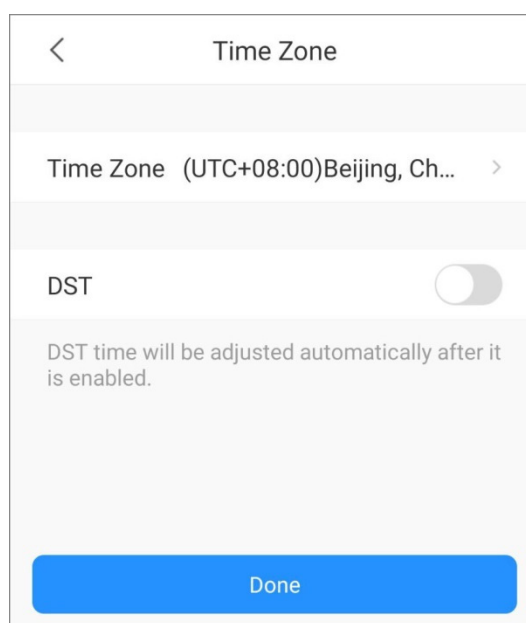 Time Zone
Time Zone (UTC+08:00)Beijing, Ch...
DST
DST time will be adjusted automatically after it
is enabled.
Done